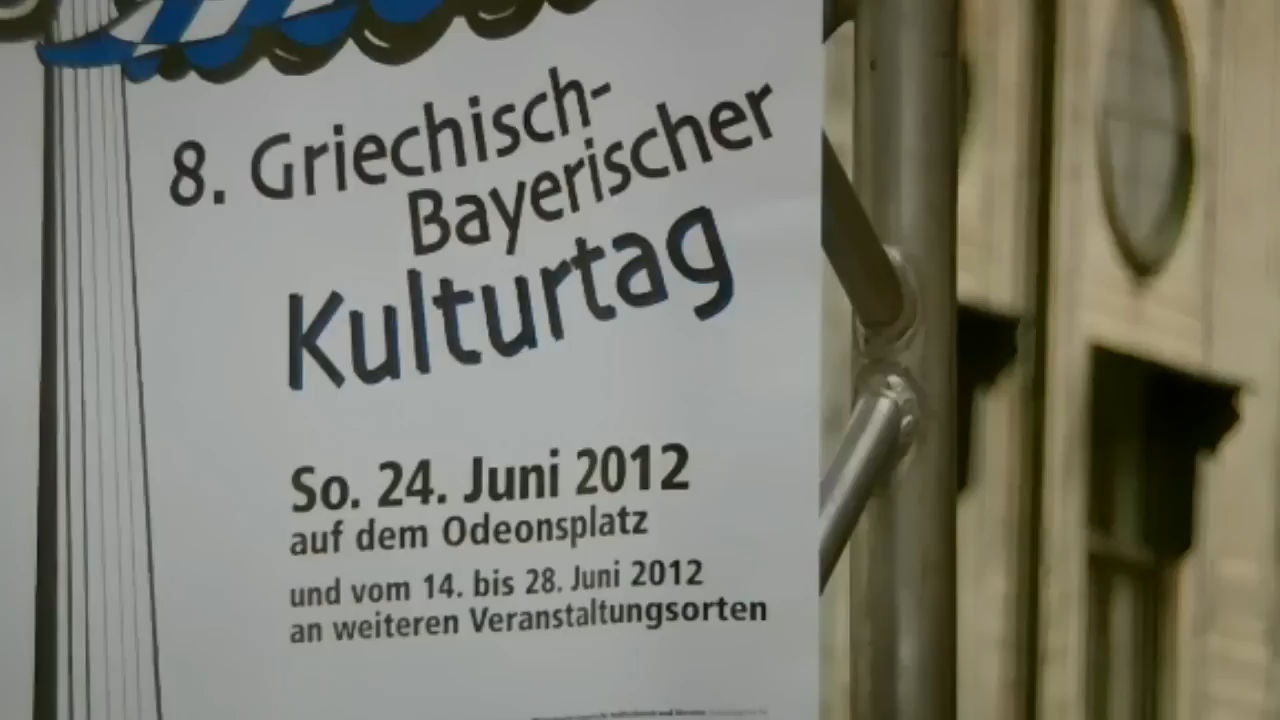 8. Griechisch-
Bayerischer
Kulturtag
So. 24. Juni 2012
auf dem Odeonsplatz
und vom 14. bis 28. Juni 2012
an weiteren Veranstaltungsorten